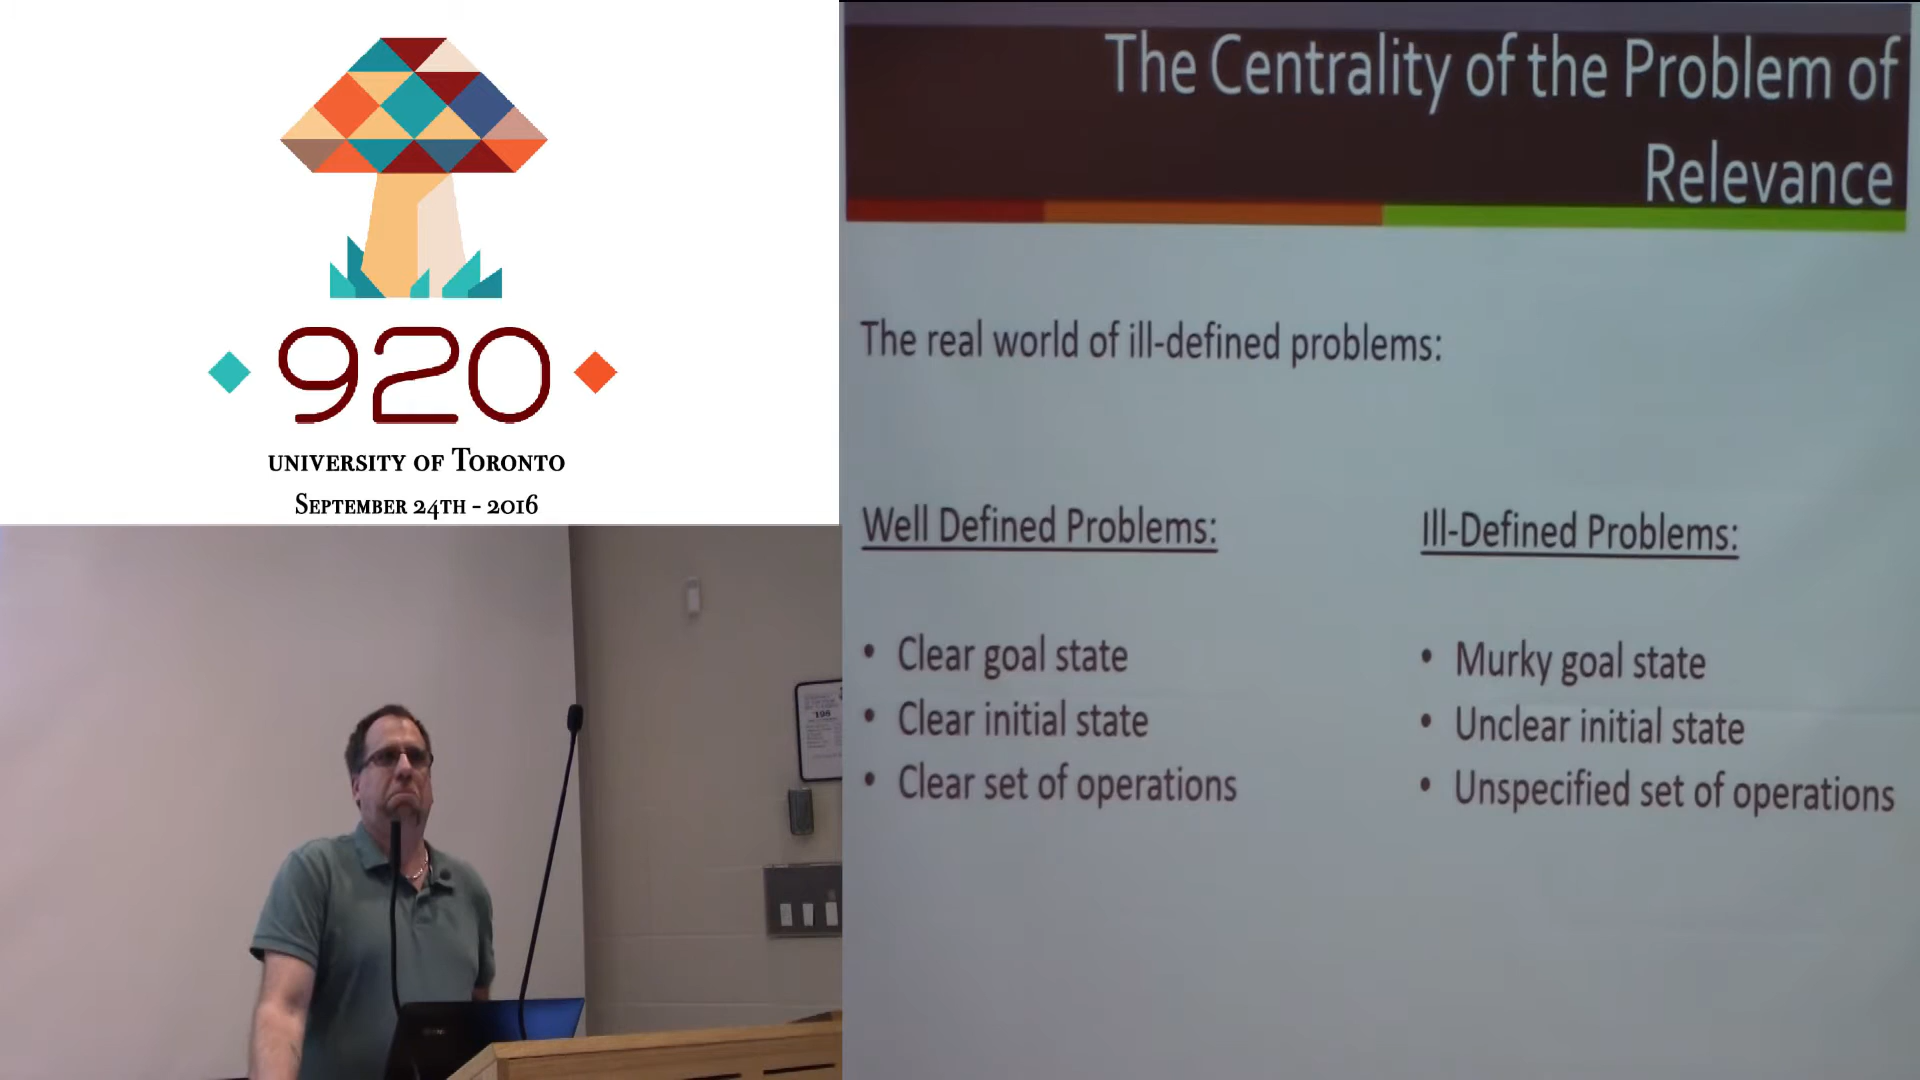 920
UNIVERSITY OF TORONTO
SEPTEMBER 24TH - 2016
198
The Centrality of the Problem of
Relevance
The real world of ill-defined problems:
Well Defined Problems:
• Clear goal state
• Clear initial state
• Clear set of operations
Ill-Defined Problems:
• Murky goal state
• Unclear initial state
• Unspecified set of operations